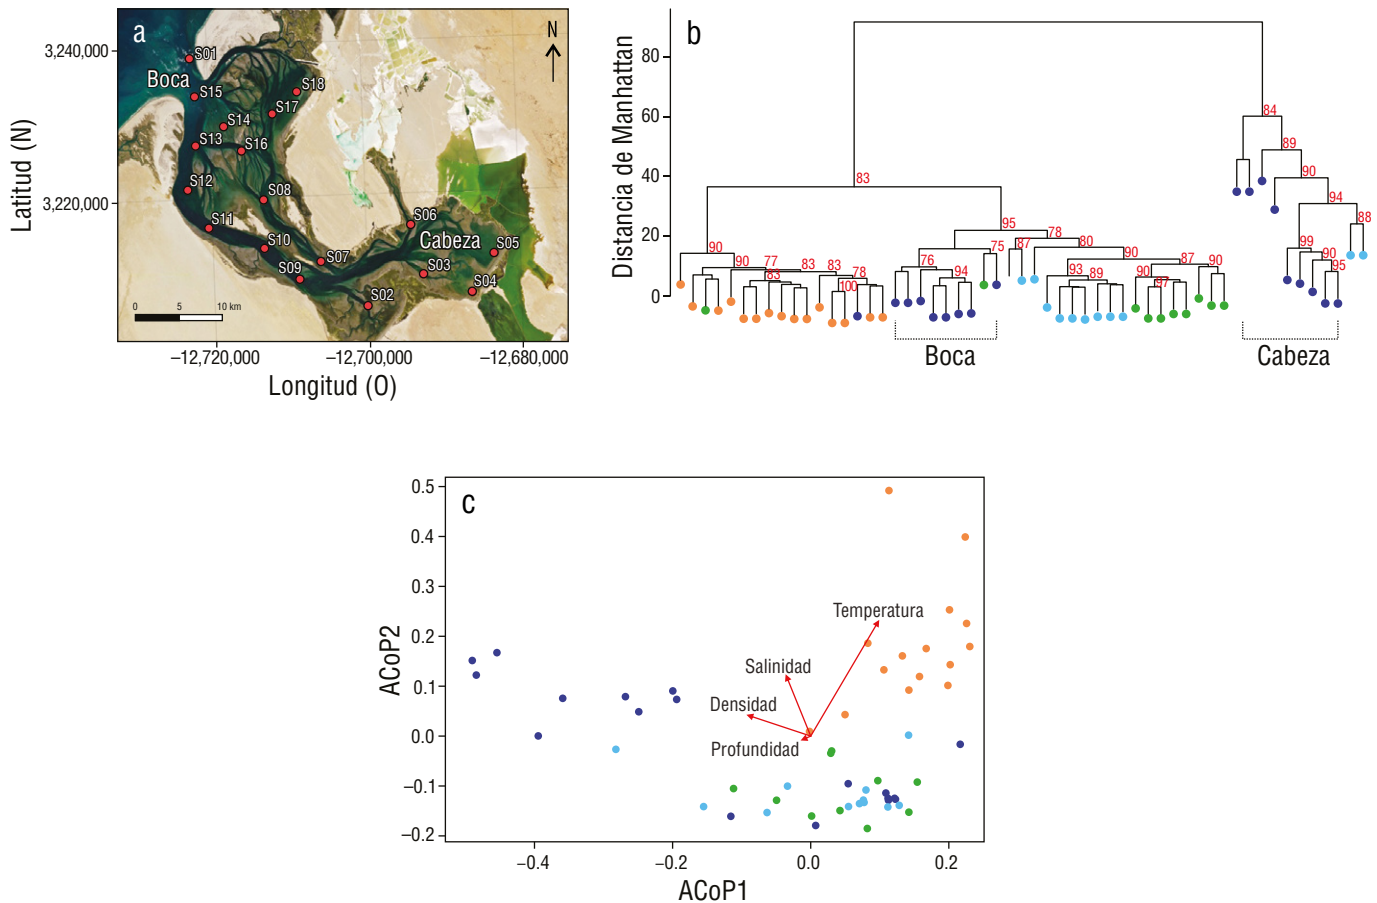 a
N
3,240,000
3,220,000
Latitud (N)
S01
Boca
S15
S18
S17
S14
S13
S16
S12
S08
S11
S06
S10
Cabeza
S05
S07
S09
S03
S04
S02
0 5 10 km
−12,720,000 −12,700,000 −12,680,000
Longitud (O)
b
Distancia de Manhattan
80
60
40
20
0
84
89
90
94
88
99
90
95
83
95
78
75
87
80
90
76
94
93
89
87
90
90
97
90
90
77
83
83
83
78
100
Boca
Cabeza
c
ACoP2
0.5
0.4
0.3
0.2
0.1
0.0
−0.1
−0.2
Temperatura
Salinidad
Densidad
Profundidad
−0.4 −0.2 0.0 0.2
ACoP1